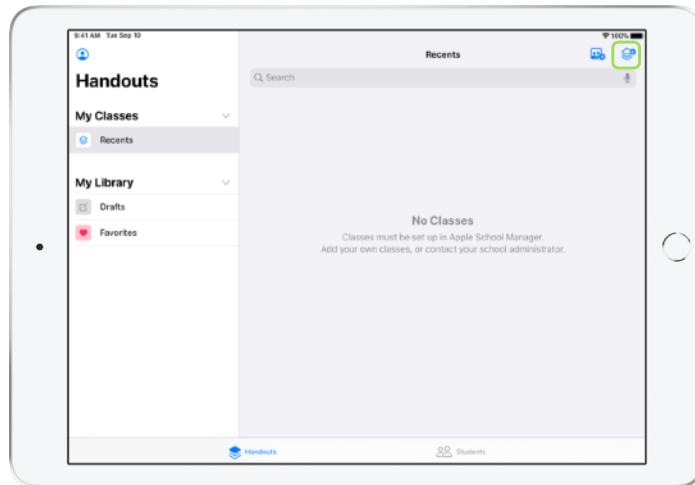 9:41 AM Tue Sep 10
100%
Handouts
My Classes
Recents
My Library
Drafts
Favorites
Recents
Search
No Classes
Classes must be set up in Apple School Manager.
Add your own classes, or contact your school administrator.
Handouts
Students